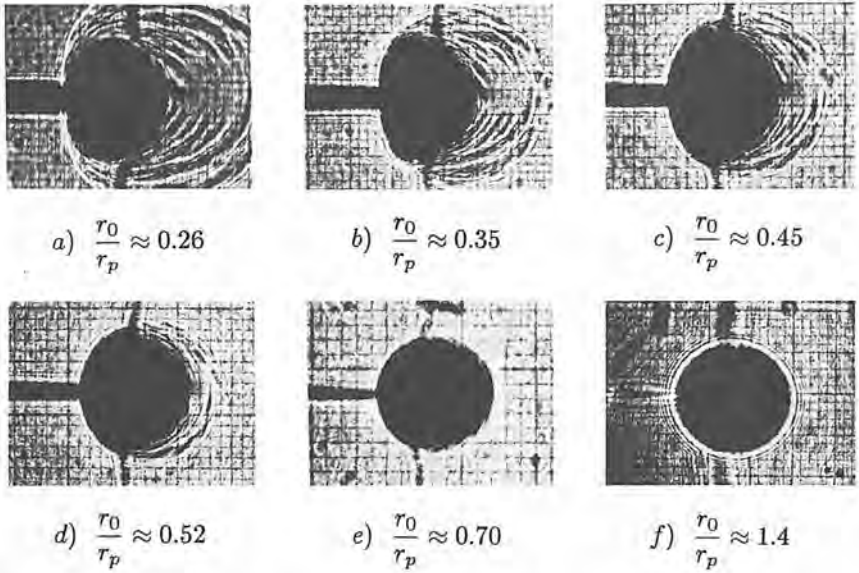 a) r₀/rₚ ≈ 0.26
b) r₀/rₚ ≈ 0.35
c) r₀/rₚ ≈ 0.45
d) r₀/rₚ ≈ 0.52
e) r₀/rₚ ≈ 0.70
f) r₀/rₚ ≈ 1.4